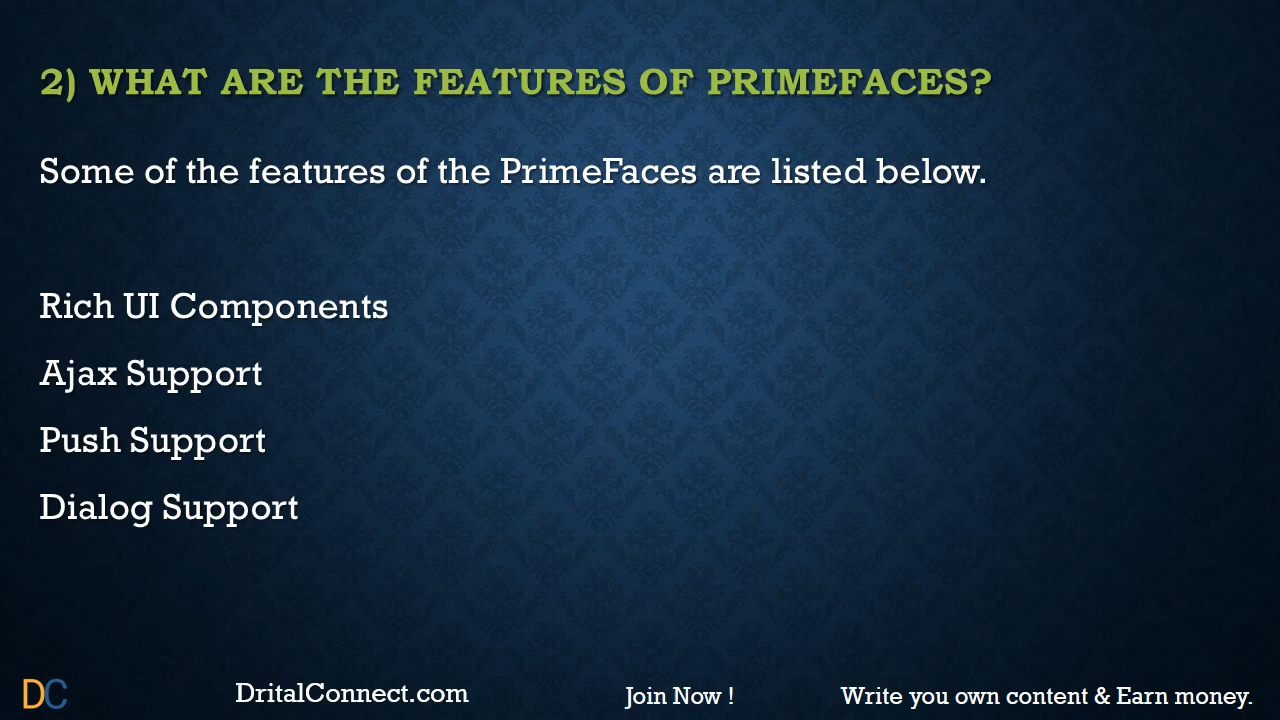 2) WHAT ARE THE FEATURES OF PRIMEFACES?
Some of the features of the PrimeFaces are listed below.
Rich UI Components
Ajax Support
Push Support
Dialog Support
DC
DritalConnect.com
Join Now !
Write you own content & Earn money.